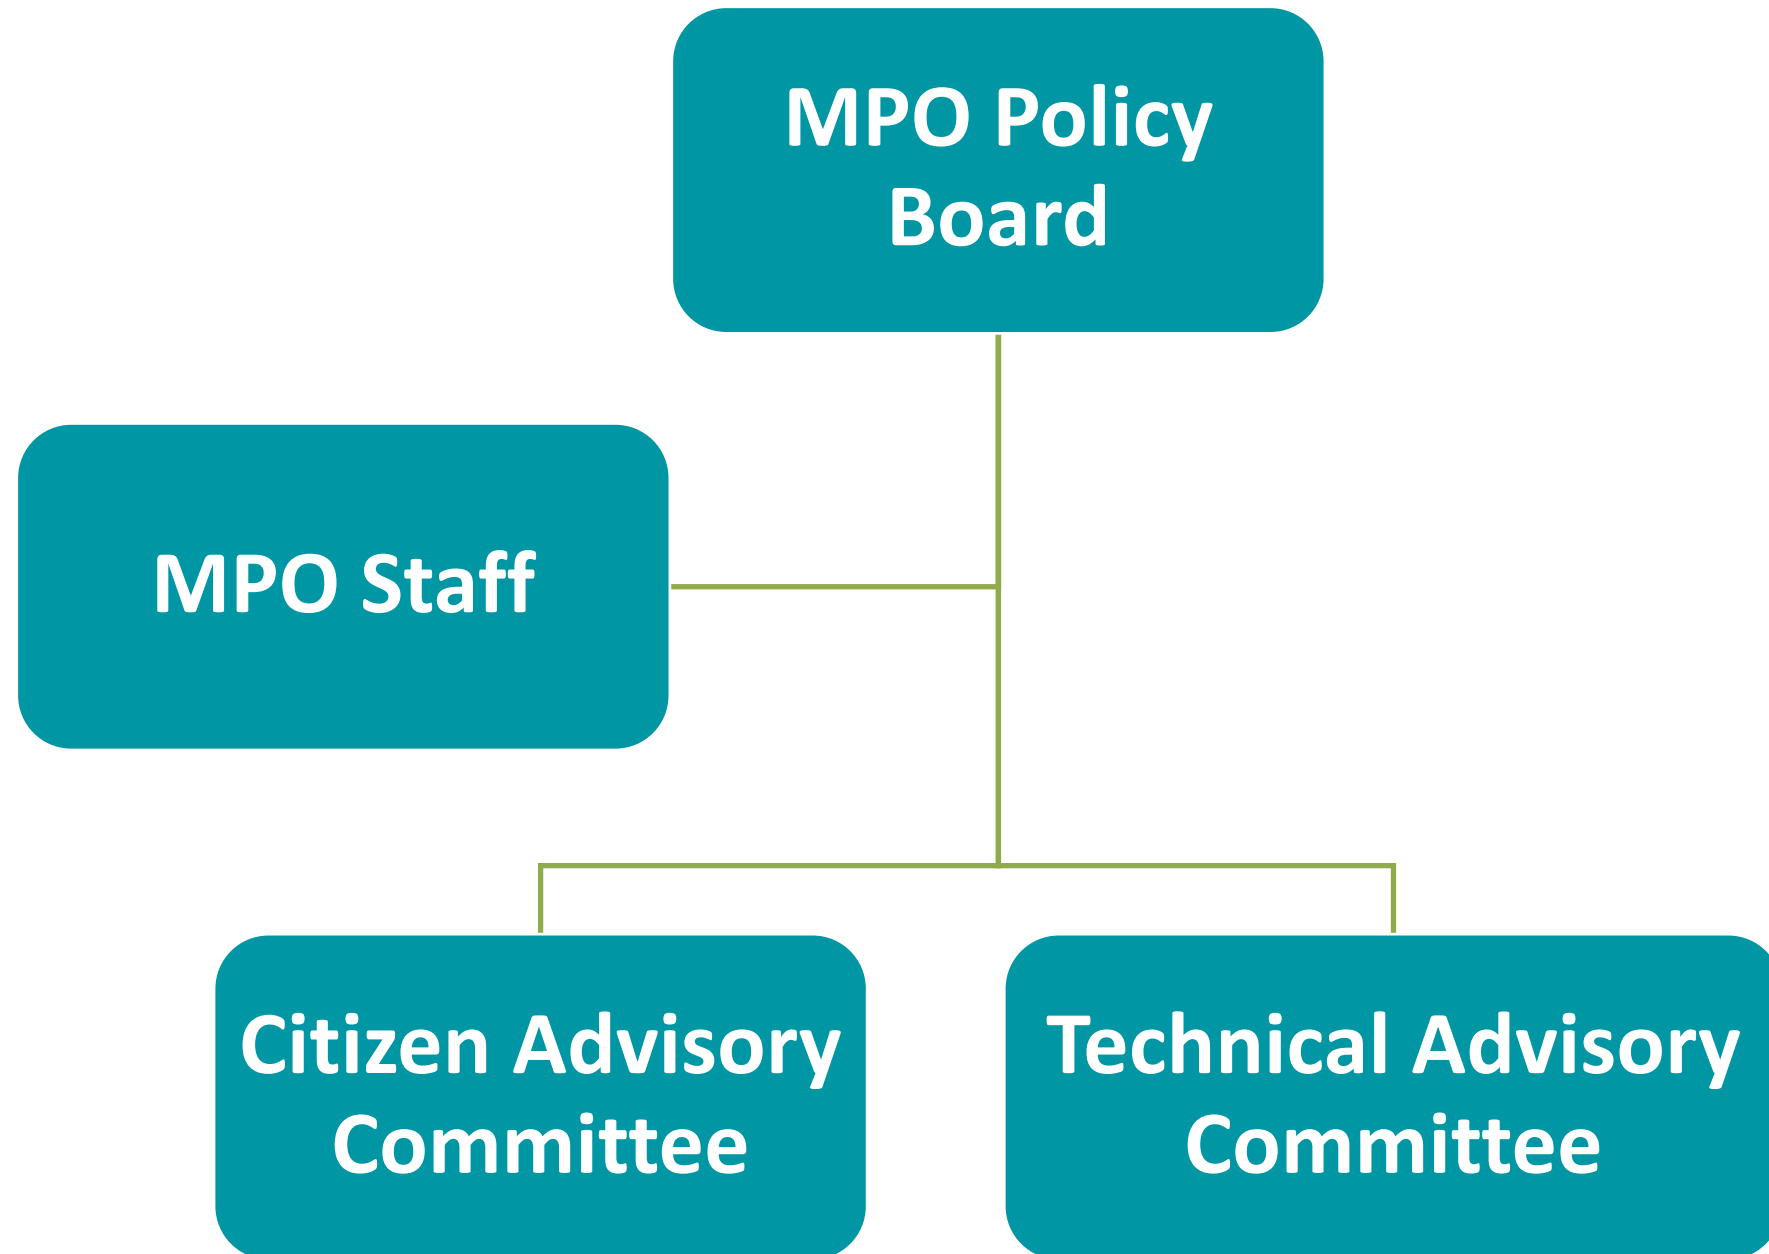 MPO Policy
Board
MPO Staff
Citizen Advisory
Committee
Technical Advisory
Committee